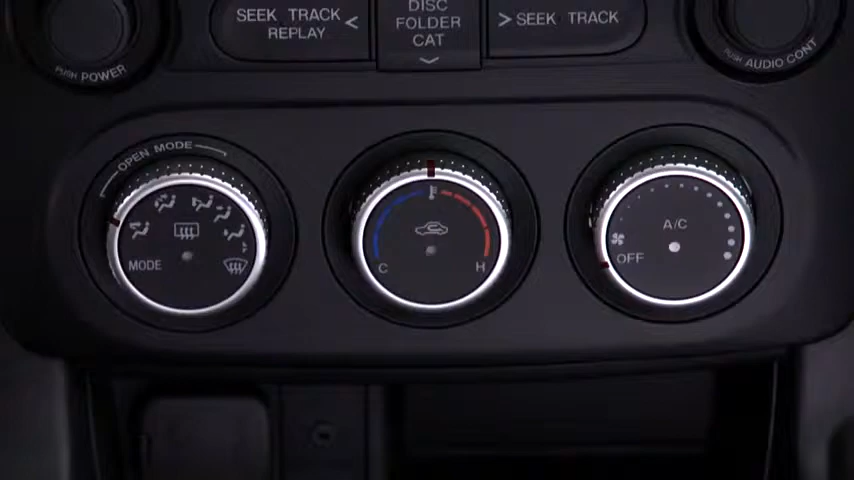 SEEK TRACK <
REPLAY
DISC
FOLDER
CAT
> SEEK TRACK
PUSH POWER
PUSH AUDIO CONT
OPEN MODE
MODE
C
H
A/C
OFF